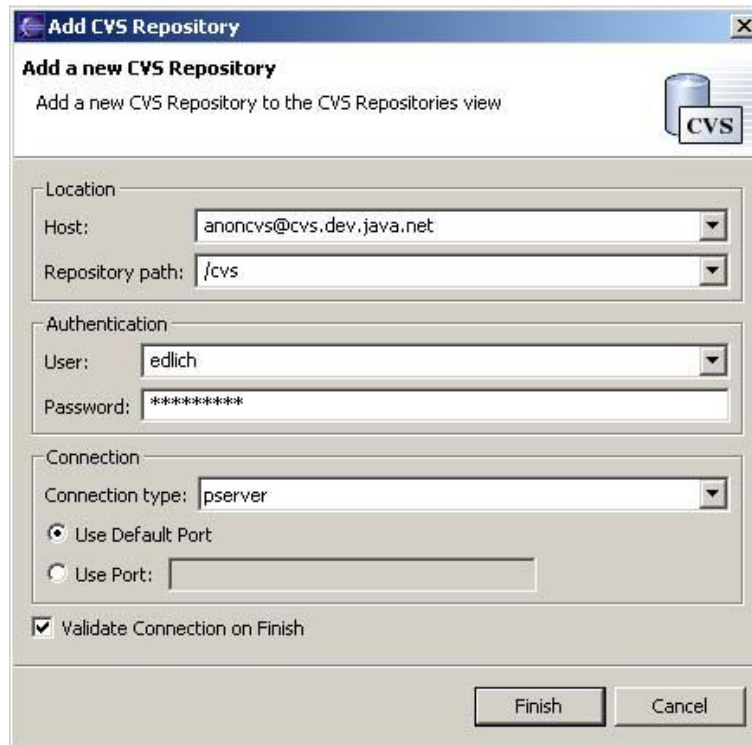 Add CVS Repository
Add a new CVS Repository
Add a new CVS Repository to the CVS Repositories view
CVS
Location
Host: anoncvs@cvs.dev.java.net
Repository path: /cvs
Authentication
User: edlich
Password: *********
Connection
Connection type: pserver
Use Default Port
Use Port:
Validate Connection on Finish
Finish Cancel